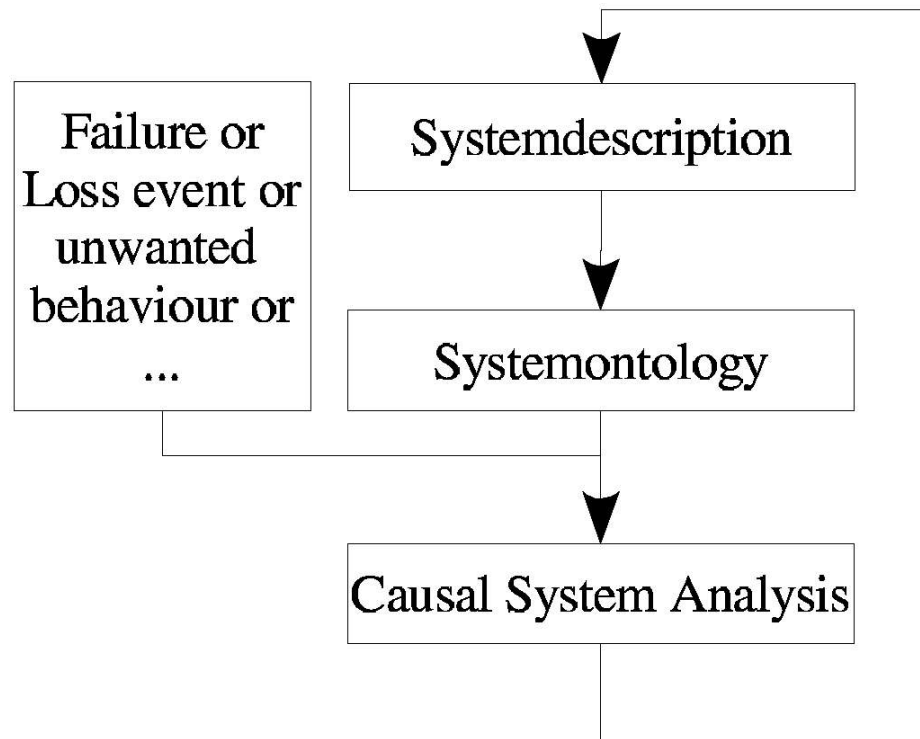 Failure or
Loss event or
unwanted
behaviour or
...
Systemdescription
Systemontology
Causal System Analysis